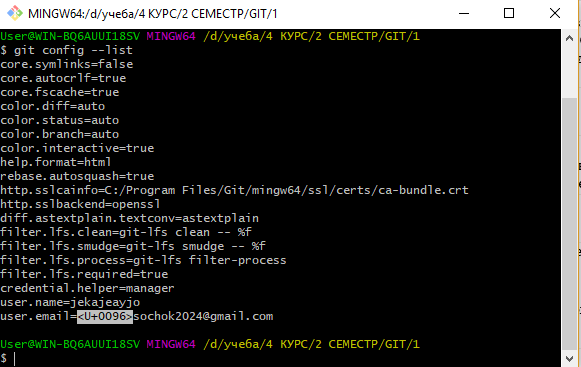 MINGW64:/d/учеба/4 КУРС/2 СЕМЕСТР/GIT/1
User@WIN-BQ6AUUI18SV MINGW64 /d/учеба/4 КУРС/2 СЕМЕСТР/GIT/1
$ git config --list
core.symlinks=false
core.autocrlf=true
core.fscache=true
color.diff=auto
color.status=auto
color.branch=auto
color.interactive=true
help.format=html
rebase.autosquash=true
http.sslcainfo=C:/Program Files/Git/mingw64/ssl/certs/ca-bundle.crt
http.sslbackend=openssl
diff.astextplain.textconv=astextplain
filter.lfs.clean=git-lfs clean -- %f
filter.lfs.smudge=git-lfs smudge -- %f
filter.lfs.process=git-lfs filter-process
filter.lfs.required=true
credential.helper=manager
user.name=jekajeayjo
user.email=<U+0096>sochok2024@gmail.com
User@WIN-BQ6AUUI18SV MINGW64 /d/учеба/4 КУРС/2 СЕМЕСТР/GIT/1
$